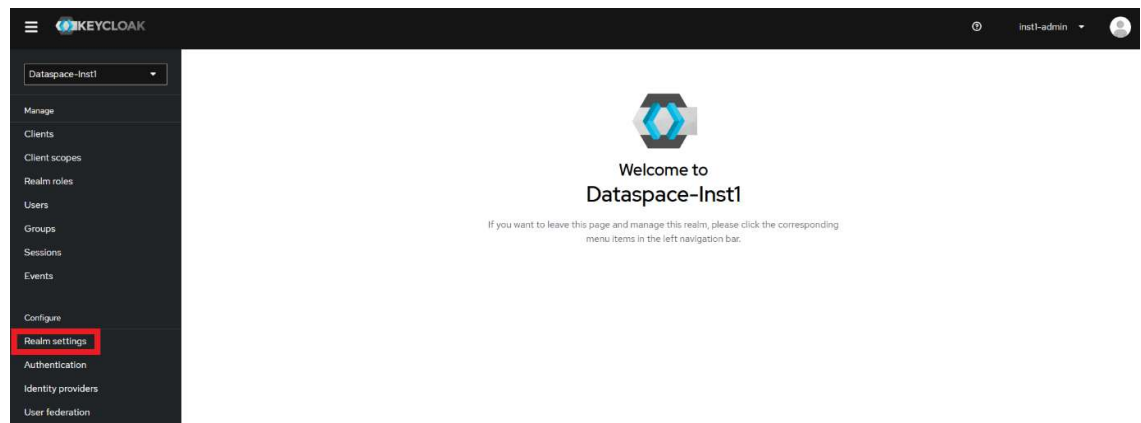 KEYCLOAK
inst1-admin
Dataspace-Inst1
Manage
Clients
Client scopes
Realm roles
Users
Groups
Sessions
Events
Configure
Realm settings
Authentication
Identity providers
User federation
Welcome to
Dataspace-Inst1
If you want to leave this page and manage this realm, please click the corresponding
menu items in the left navigation bar.